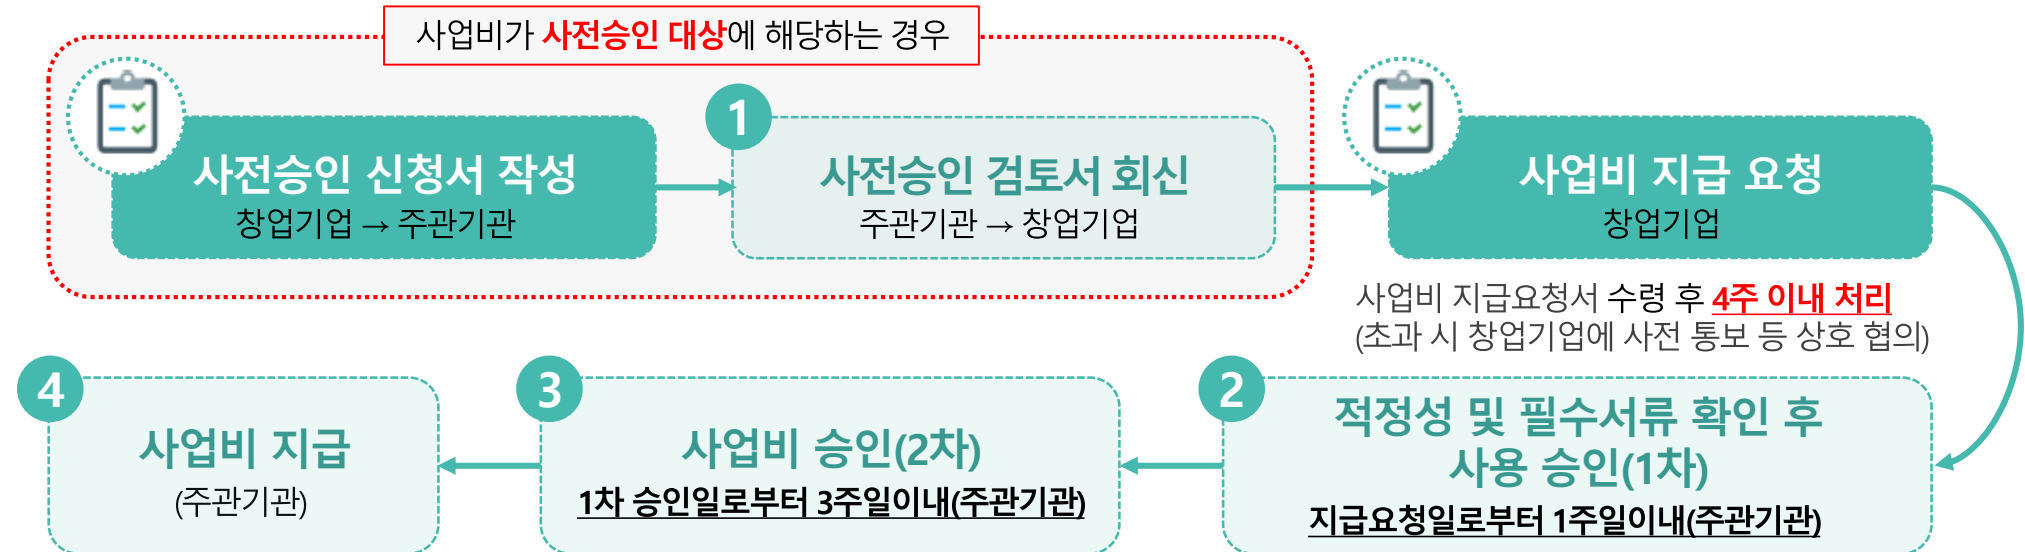 사업비가 사전승인 대상에 해당하는 경우
사전승인 신청서 작성
창업기업 → 주관기관
1
사전승인 검토서 회신
주관기관 → 창업기업
사업비 지급 요청
창업기업
사업비 지급요청서 수령 후 4주 이내 처리
(초과 시 창업기업에 사전 통보 등 상호 협의)
2
적정성 및 필수서류 확인 후
사용 승인(1차)
지급요청일로부터 1주일이내(주관기관)
3
사업비 승인(2차)
1차 승인일로부터 3주일이내(주관기관)
4
사업비 지급
(주관기관)